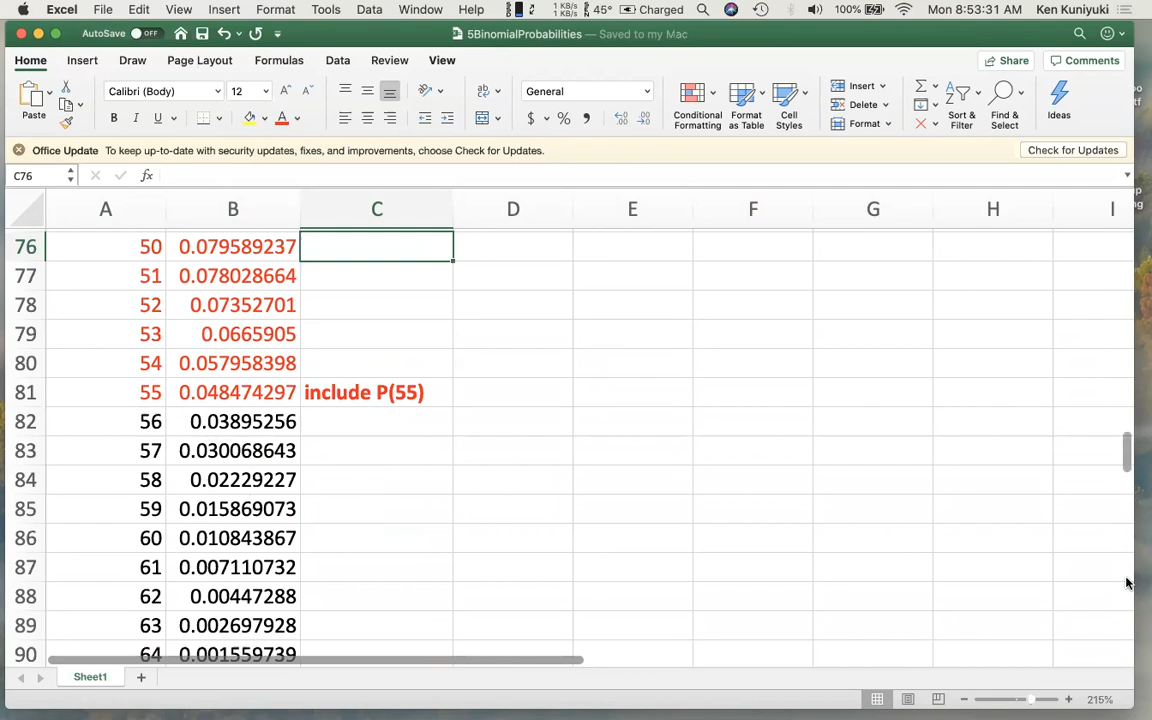 Excel File Edit View Insert Format Tools Data Window Help 1 KB/s 6 KB/s 45° Charged 100% Mon 8:53:31 AM Ken Kuniyuki
AutoSave OFF 5BinomialProbabilities — Saved to my Mac
Home Insert Draw Page Layout Formulas Data Review View Share Comments
Paste Calibri (Body) 12 A A ab General Conditional Formatting Format as Table Cell Styles Insert Delete Format Sort & Filter Find & Select Ideas
B I U A $ % ,
Office Update To keep up-to-date with security updates, fixes, and improvements, choose Check for Updates. Check for Updates
C76 fx
A B C D E F G H I
76 50 0.079589237
77 51 0.078028664
78 52 0.07352701
79 53 0.0665905
80 54 0.057958398
81 55 0.048474297 include P(55)
82 56 0.03895256
83 57 0.030068643
84 58 0.02229227
85 59 0.015869073
86 60 0.010843867
87 61 0.007110732
88 62 0.00447288
89 63 0.002697928
90 64 0.001559739
Sheet1 +
215%